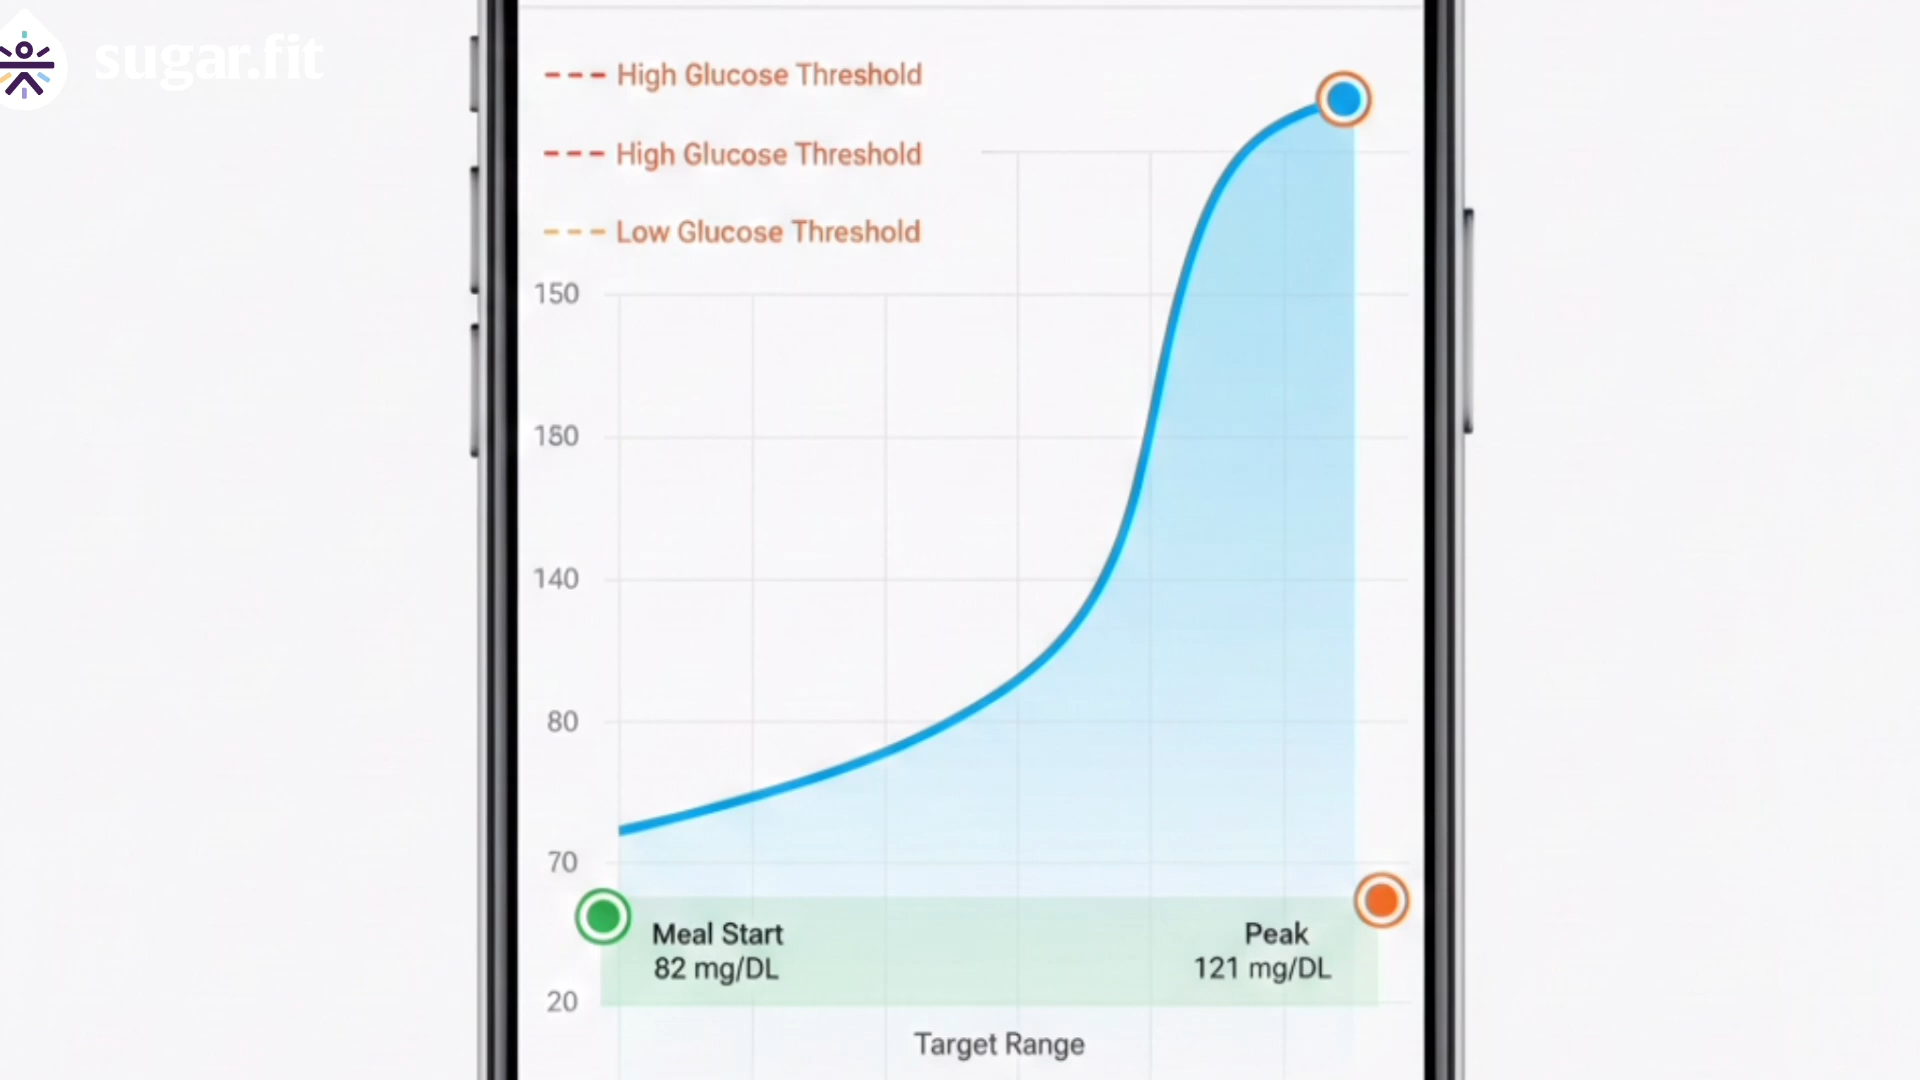 sugar.fit
High Glucose Threshold
High Glucose Threshold
Low Glucose Threshold
150
180
140
80
70
20
Meal Start
82 mg/DL
Peak
121 mg/DL
Target Range